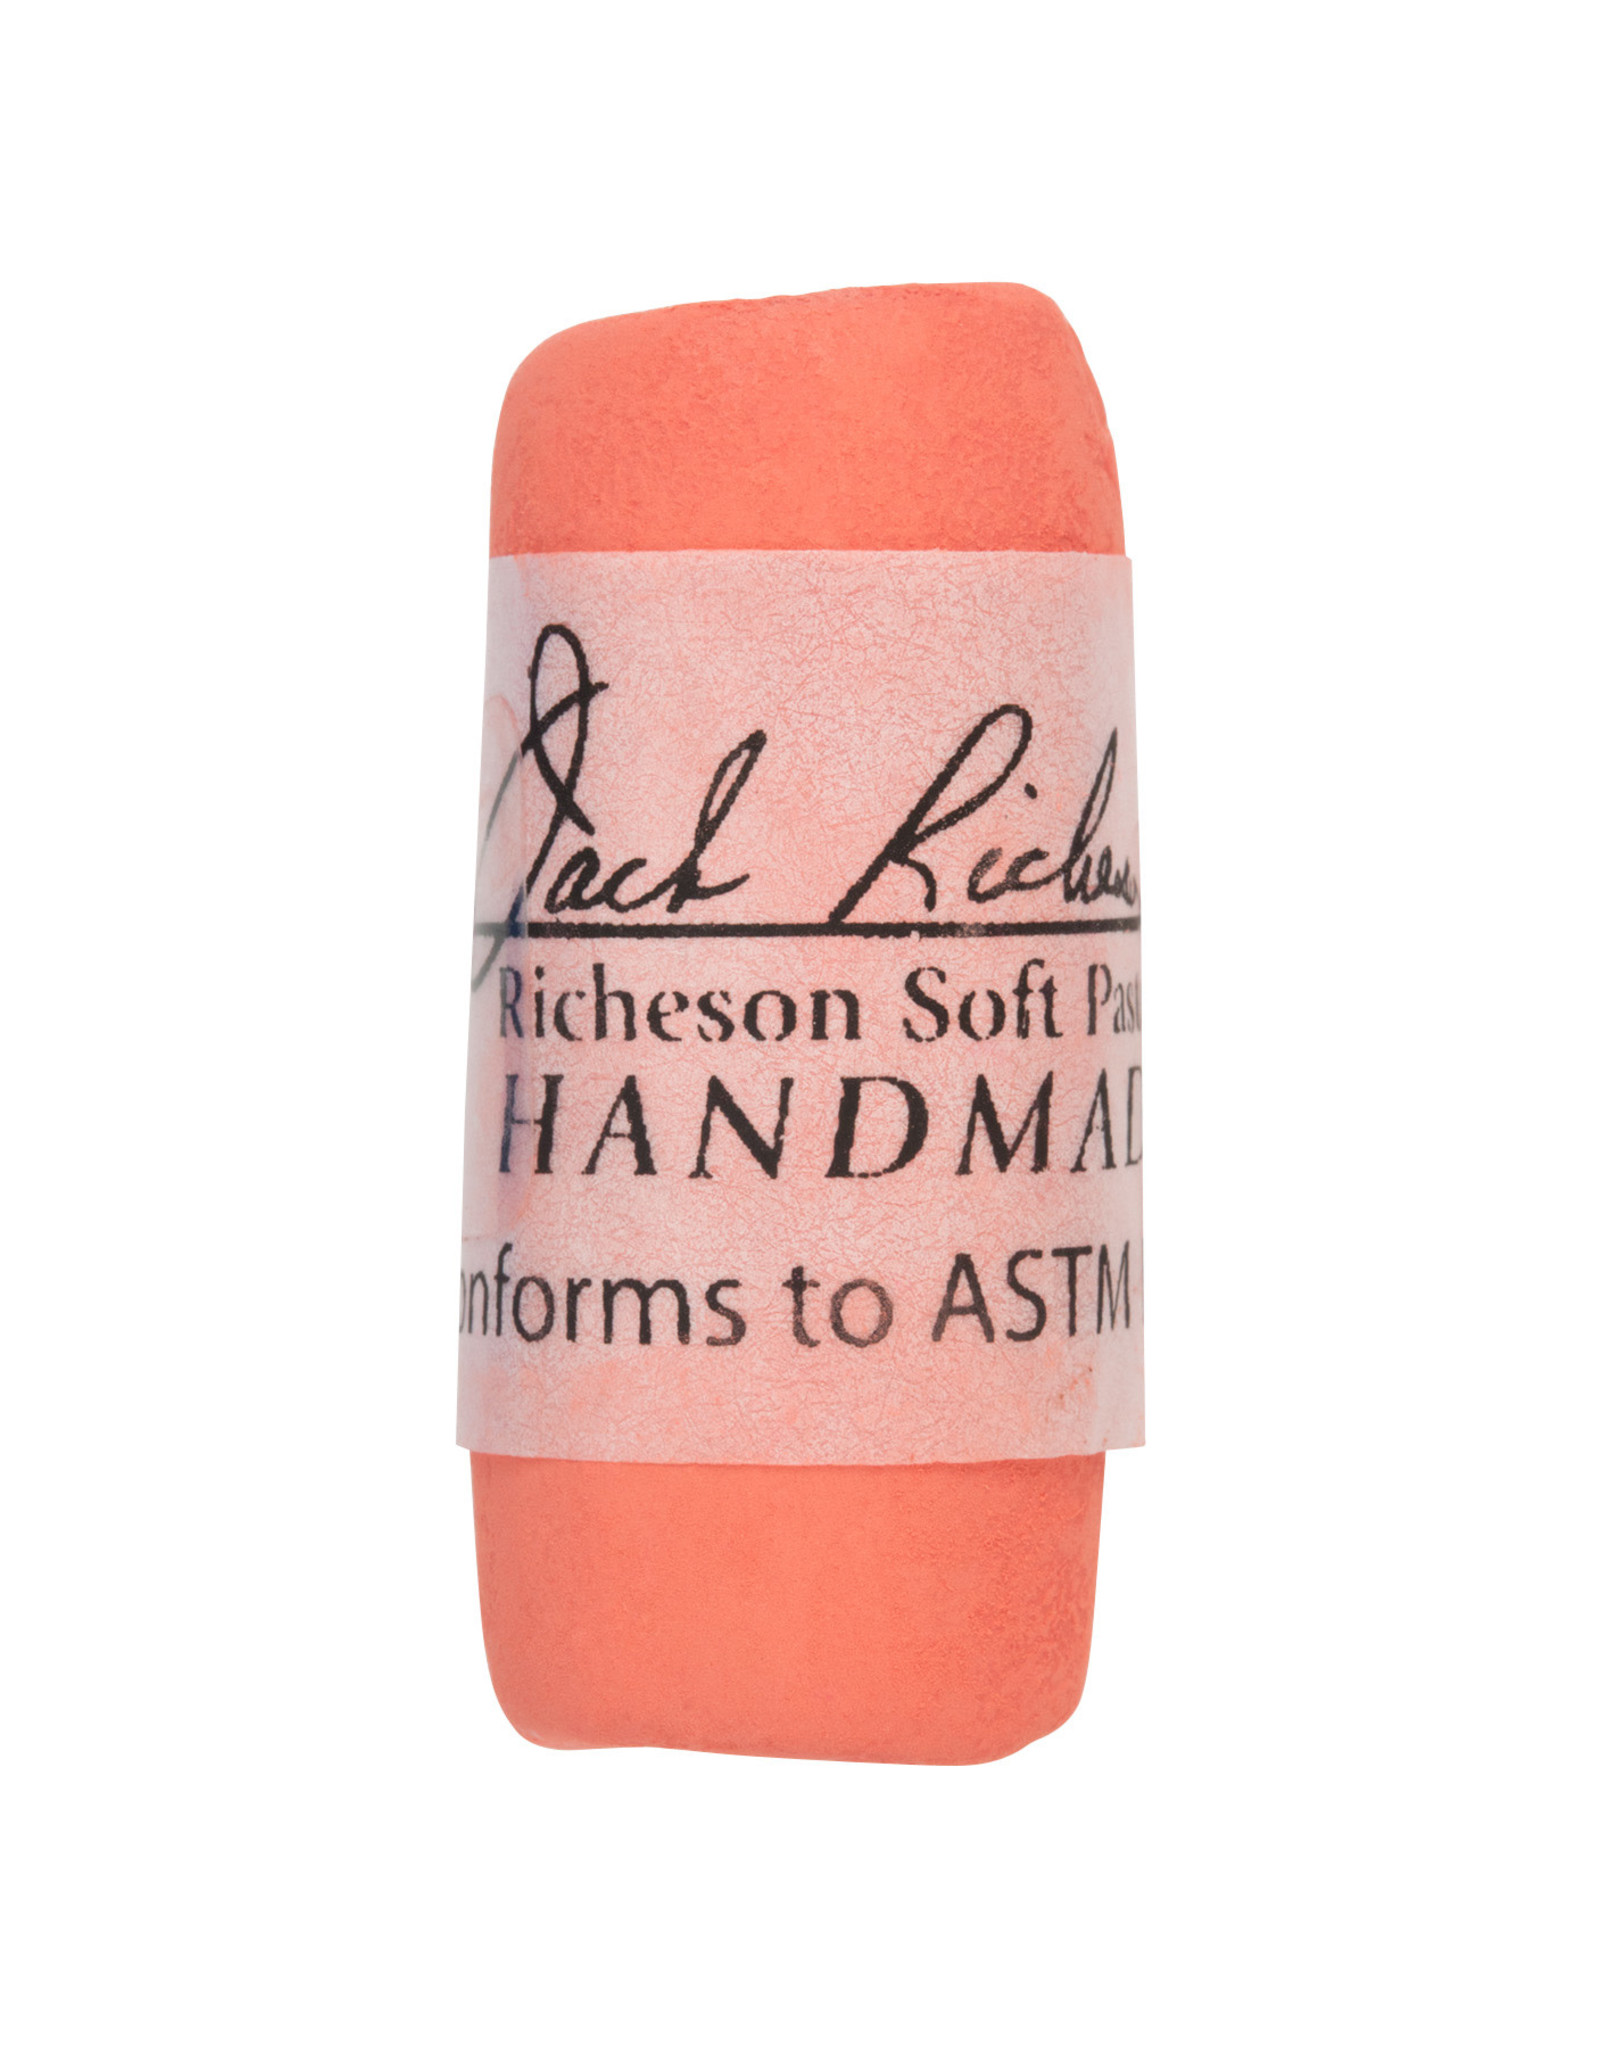 Jack Riches
Richeson Soft Past
HANDMAD
onforms to ASTM